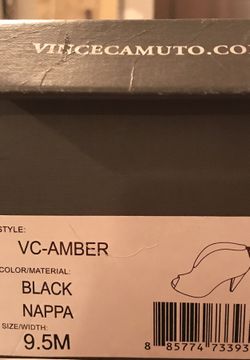 VINCECAMUTO.CO
STYLE:
VC-AMBER
COLOR/MATERIAL:
BLACK
NAPPA
SIZE/WIDTH:
9.5M
8 85774 73393